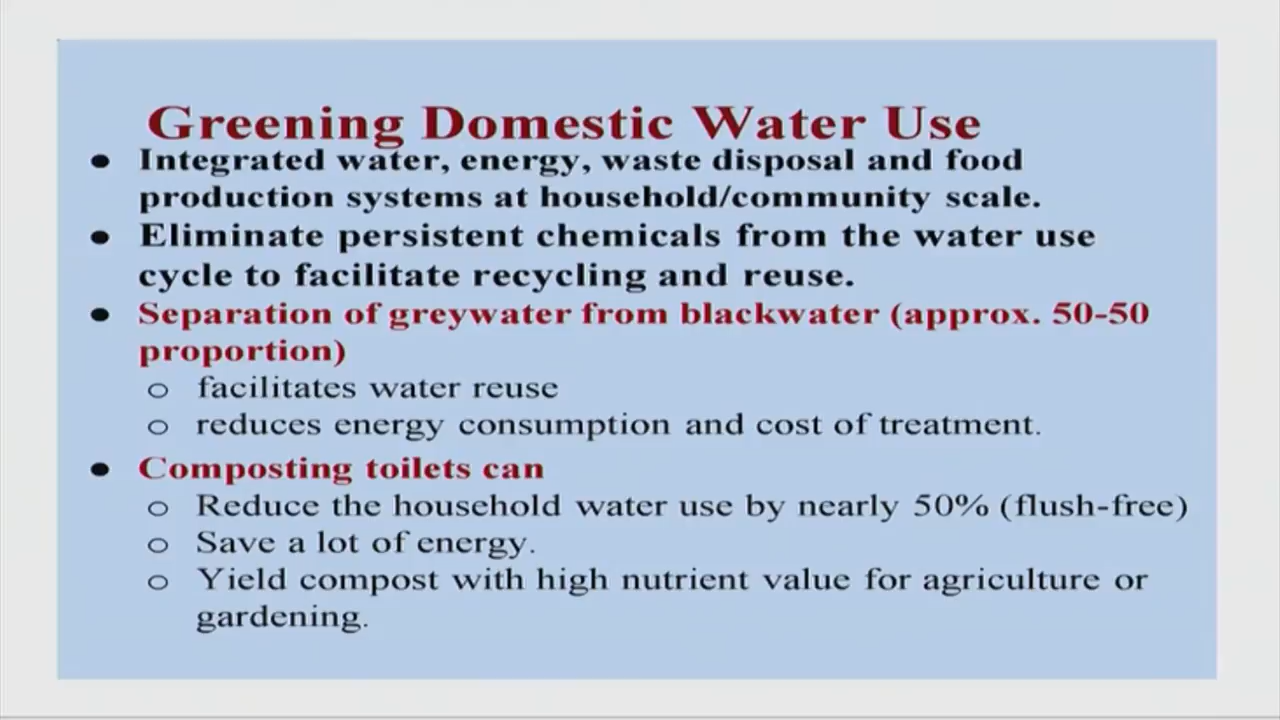 Greening Domestic Water Use
● Integrated water, energy, waste disposal and food
production systems at household/community scale.
● Eliminate persistent chemicals from the water use
cycle to facilitate recycling and reuse.
● Separation of greywater from blackwater (approx. 50-50
proportion)
○ facilitates water reuse
○ reduces energy consumption and cost of treatment.
● Composting toilets can
○ Reduce the household water use by nearly 50% (flush-free)
○ Save a lot of energy.
○ Yield compost with high nutrient value for agriculture or
gardening.